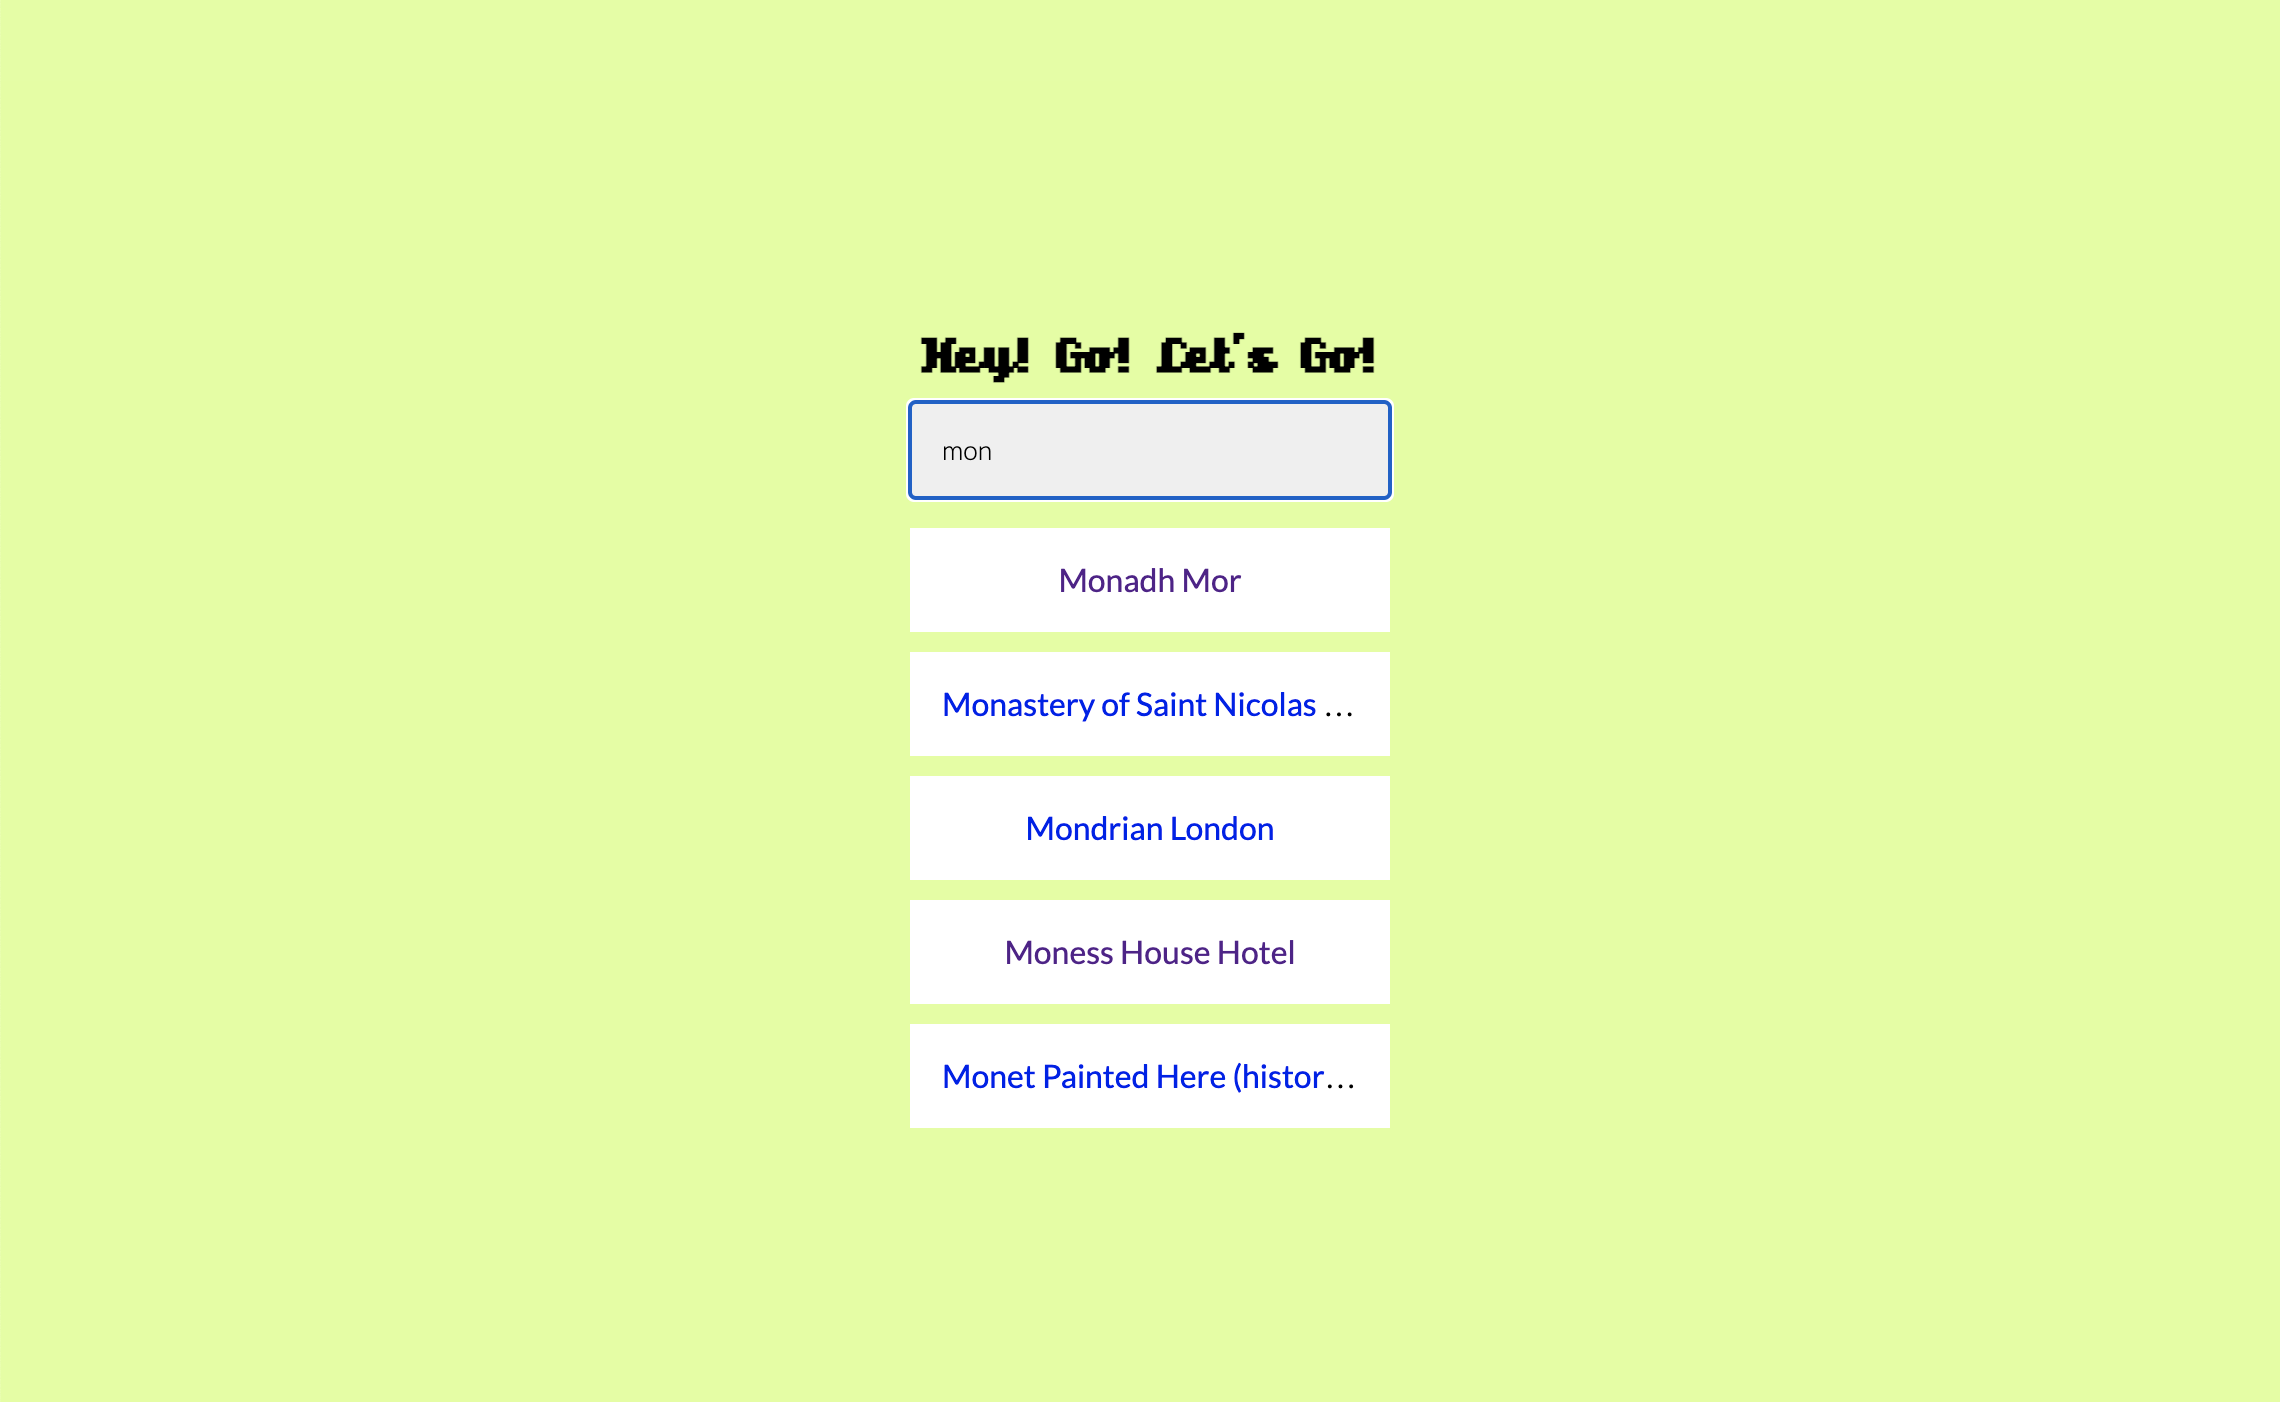 Hey! Go! Let's Go!
mon
Monadh Mor
Monastery of Saint Nicolas ...
Mondrian London
Moness House Hotel
Monet Painted Here (histor...